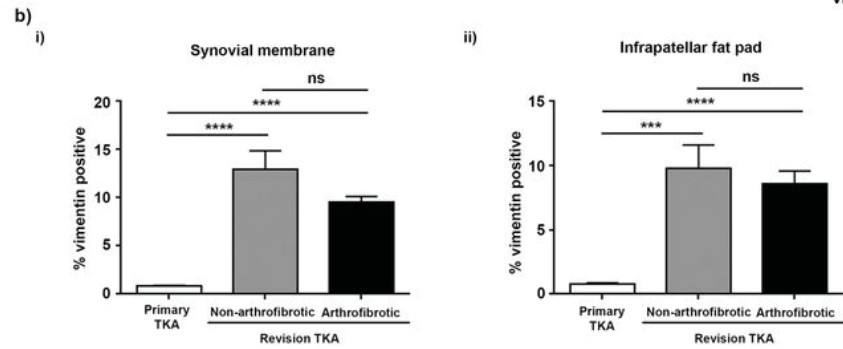 b)
i)
Synovial membrane
ns
****
****
% vimentin positive
20
15
10
5
0
Primary
TKA
Non-arthrofibrotic
Arthrofibrotic
Revision TKA
ii)
Infrapatellar fat pad
ns
****
***
% vimentin positive
15
10
5
0
Primary
TKA
Non-arthrofibrotic
Arthrofibrotic
Revision TKA